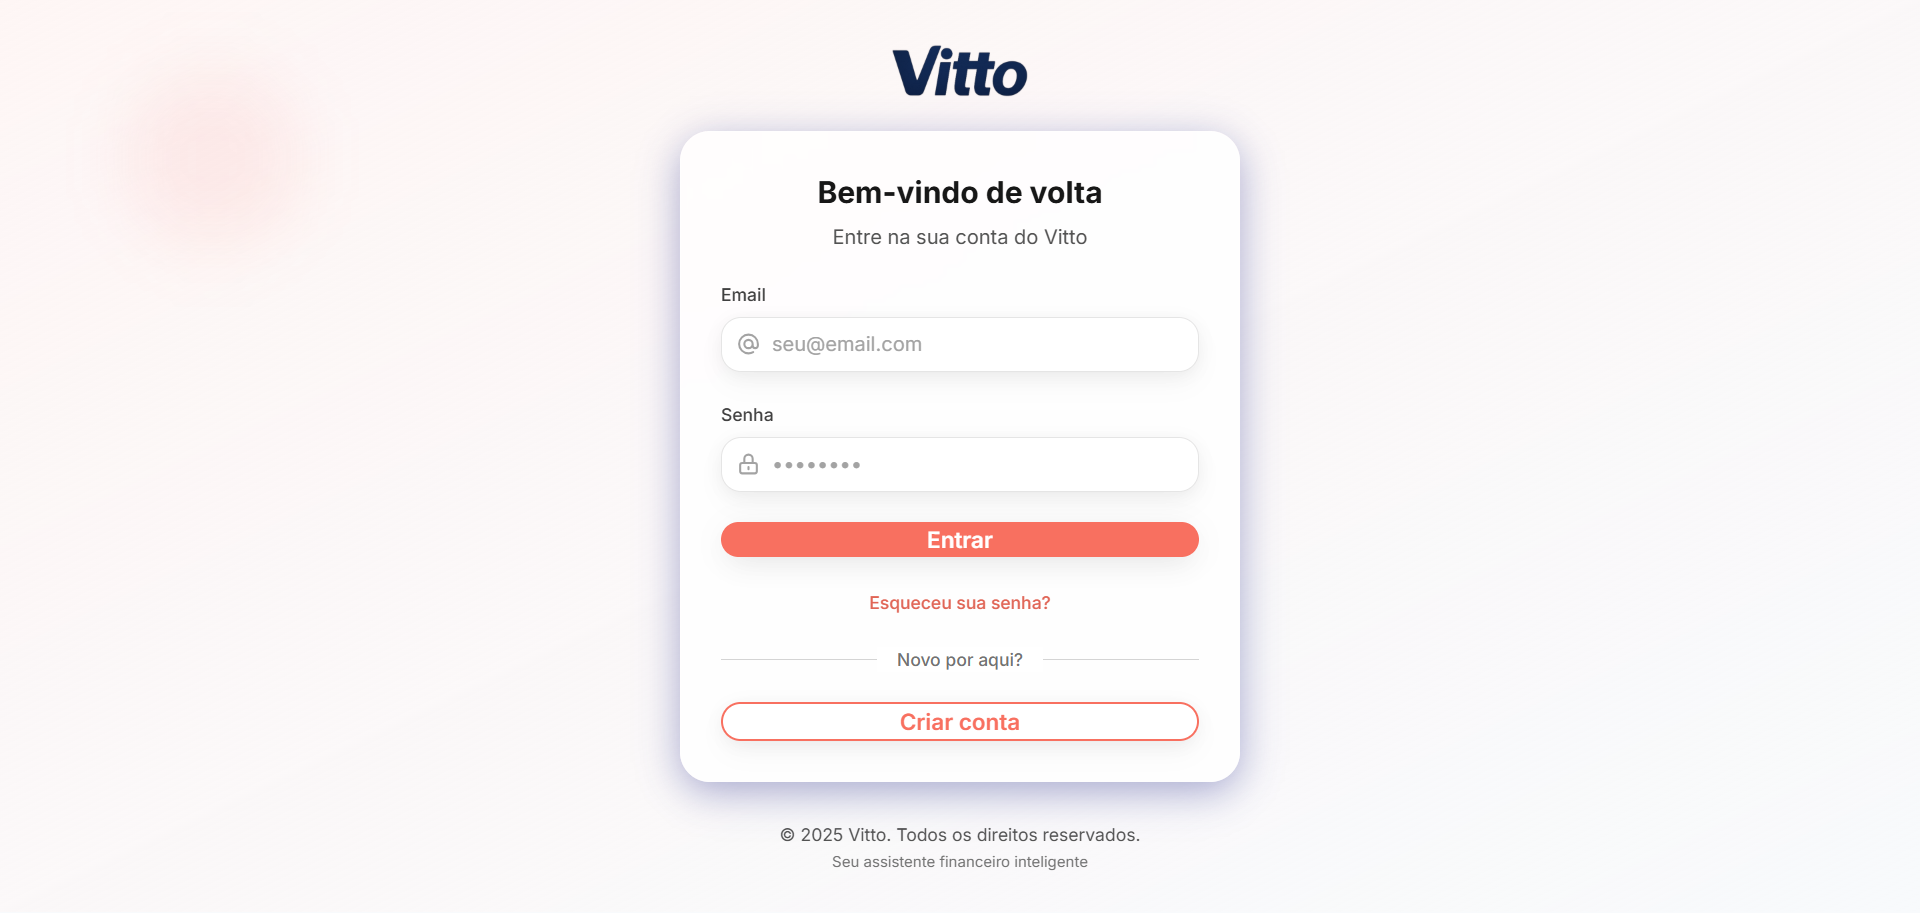 Vitto
Bem-vindo de volta
Entre na sua conta do Vitto
Email
seu@email.com
Senha
••••••••
Entrar
Esqueceu sua senha?
Novo por aqui?
Criar conta
© 2025 Vitto. Todos os direitos reservados.
Seu assistente financeiro inteligente